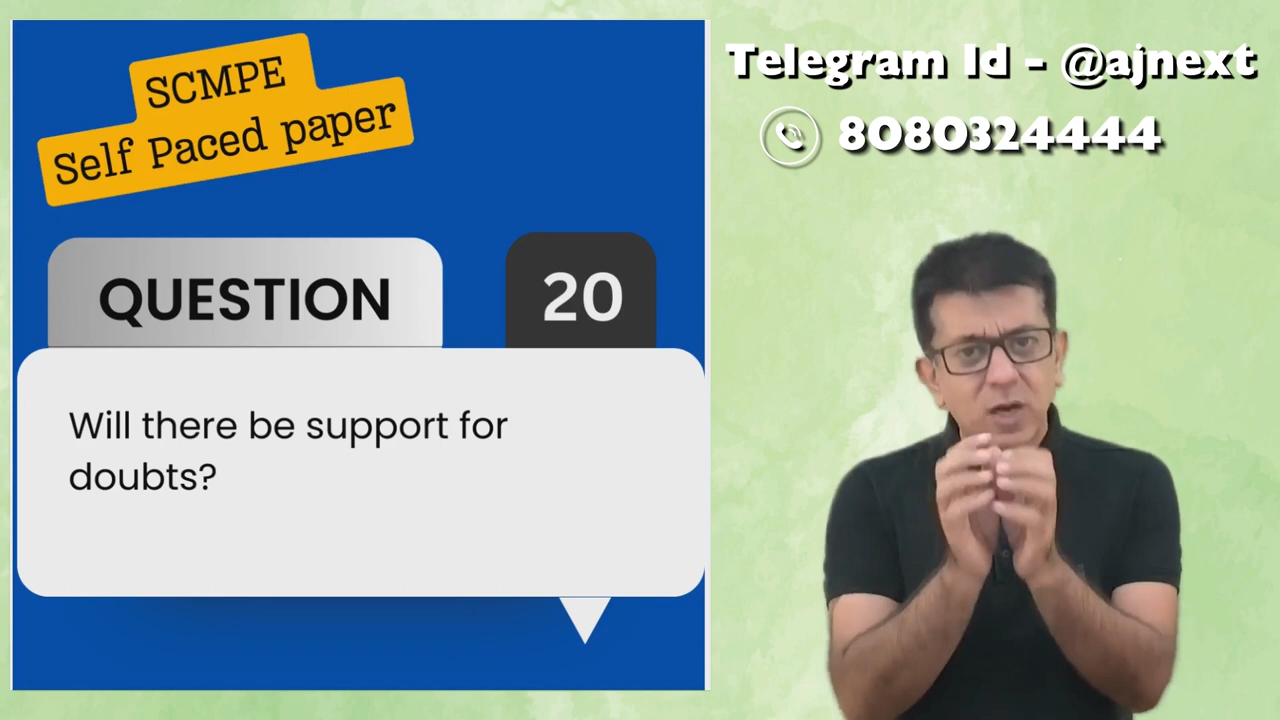 SCMPE
Self Paced paper
QUESTION
20
Will there be support for
doubts?
Telegram Id - @ajnext
8080324444